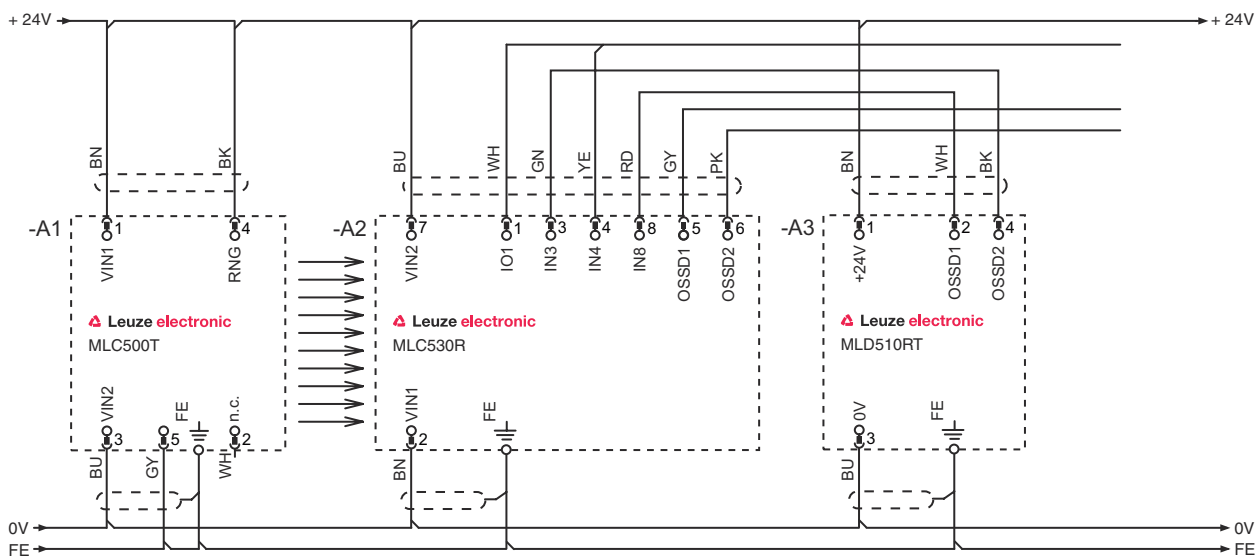 + 24V
+ 24V
BN
BK
BU
WH
GN
YE
RD
GY
PK
BN
WH
BK
-A1
1
4
-A2
7
1
3
4
8
5
6
-A3
1
2
4
VIN1
RNG
VIN2
IO1
IN3
IN4
IN8
OSSD1
OSSD2
+24V
OSSD1
OSSD2
Leuze electronic
Leuze electronic
Leuze electronic
MLC500T
MLC530R
MLD510RT
VIN2
FE
n.c.
VIN1
FE
0V
FE
3
5
2
2
3
BU
GY
WH
BN
BU
0V
0V
FE
FE